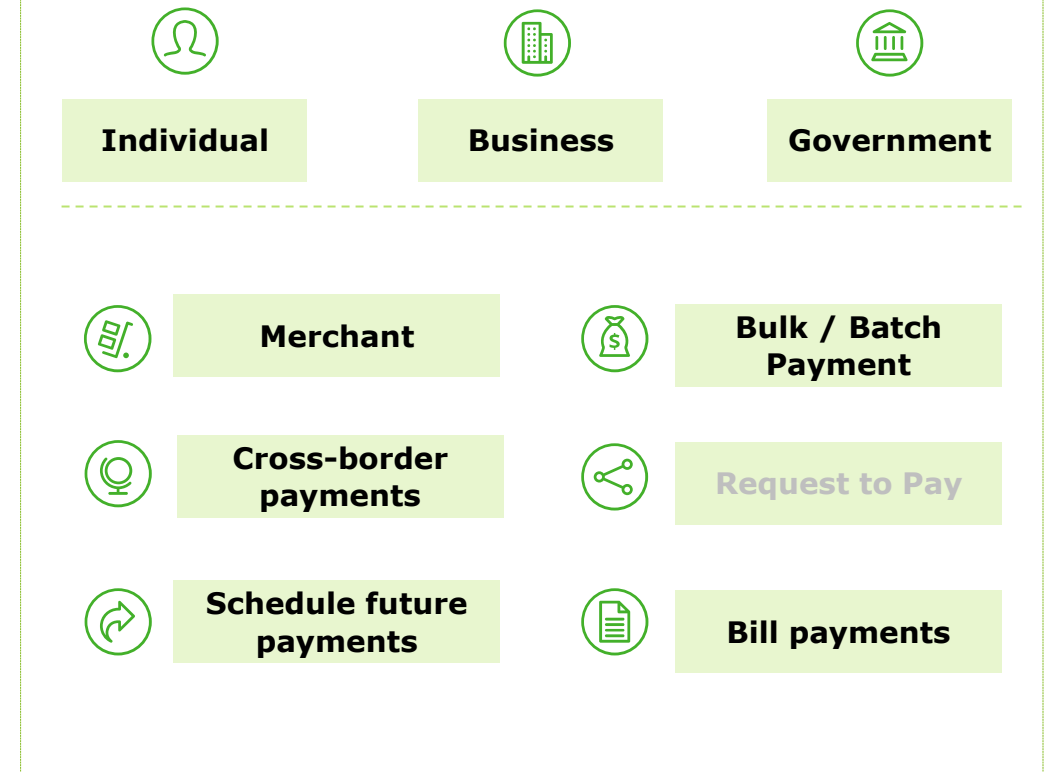 Individual
Business
Government
Merchant
Bulk / Batch
Payment
Cross-border
payments
Request to Pay
Schedule future
payments
Bill payments
$